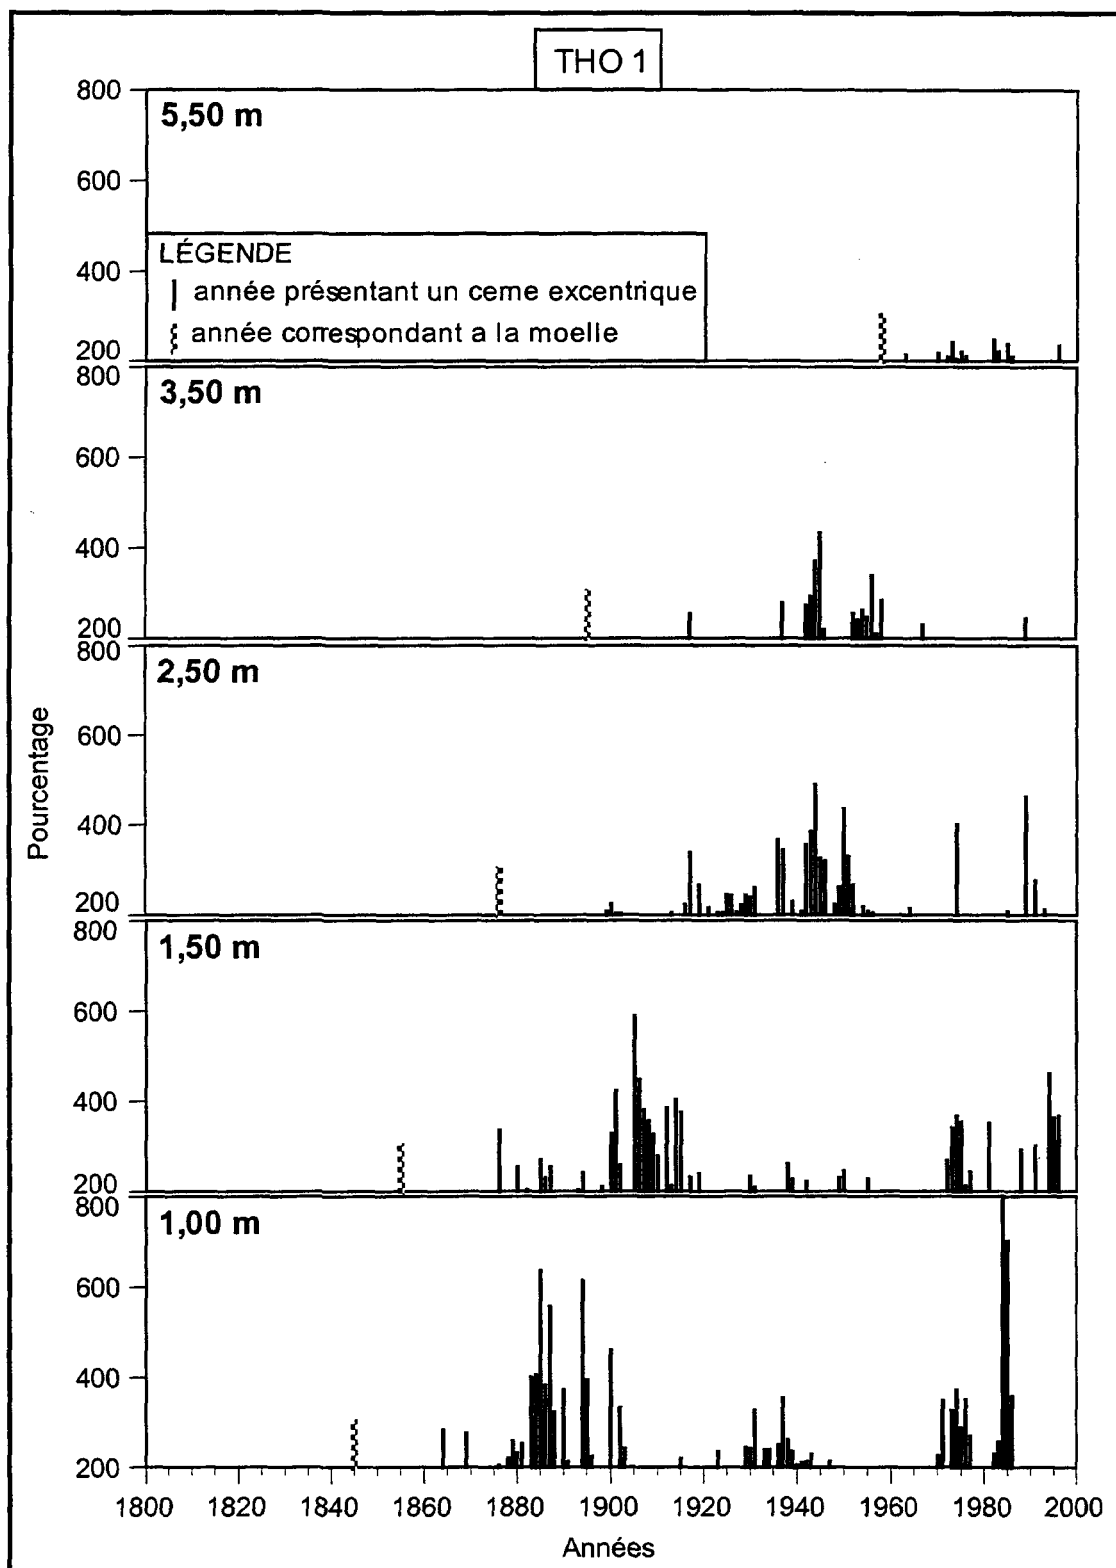 THO 1
800
5,50 m
600
LÉGENDE
400
année présentant un cerne excentrique
année correspondant a la moelle
200
800
3,50 m
600
400
200
800
2,50 m
600
Pourcentage
400
200
800
1,50 m
600
400
200
800
1,00 m
600
400
200
1800 1820 1840 1860 1880 1900 1920 1940 1960 1980 2000
Années